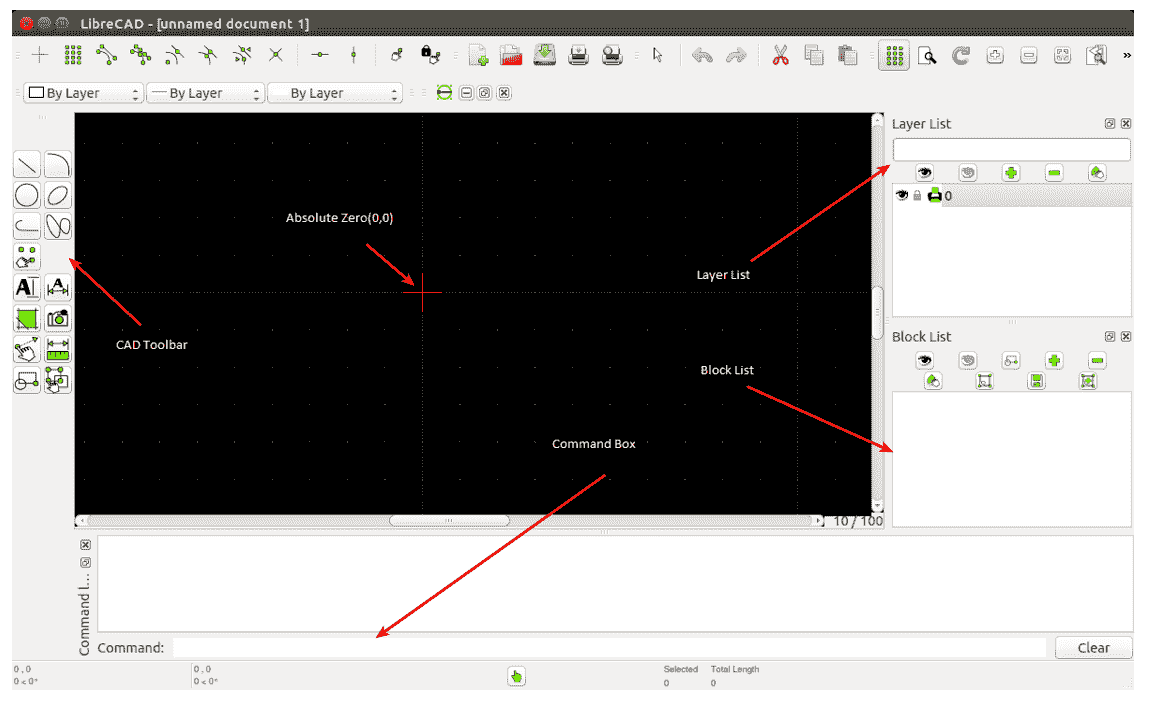 LibreCAD - [unnamed document 1]
»
By Layer
By Layer
By Layer
Layer List
0
Absolute Zero(0,0)
Layer List
CAD Toolbar
Block List
Block List
Command Box
10 / 100
Command l...
Command:
Clear
0 , 0
0 < 0°
0 , 0
0 < 0°
Selected
0
Total Length
0